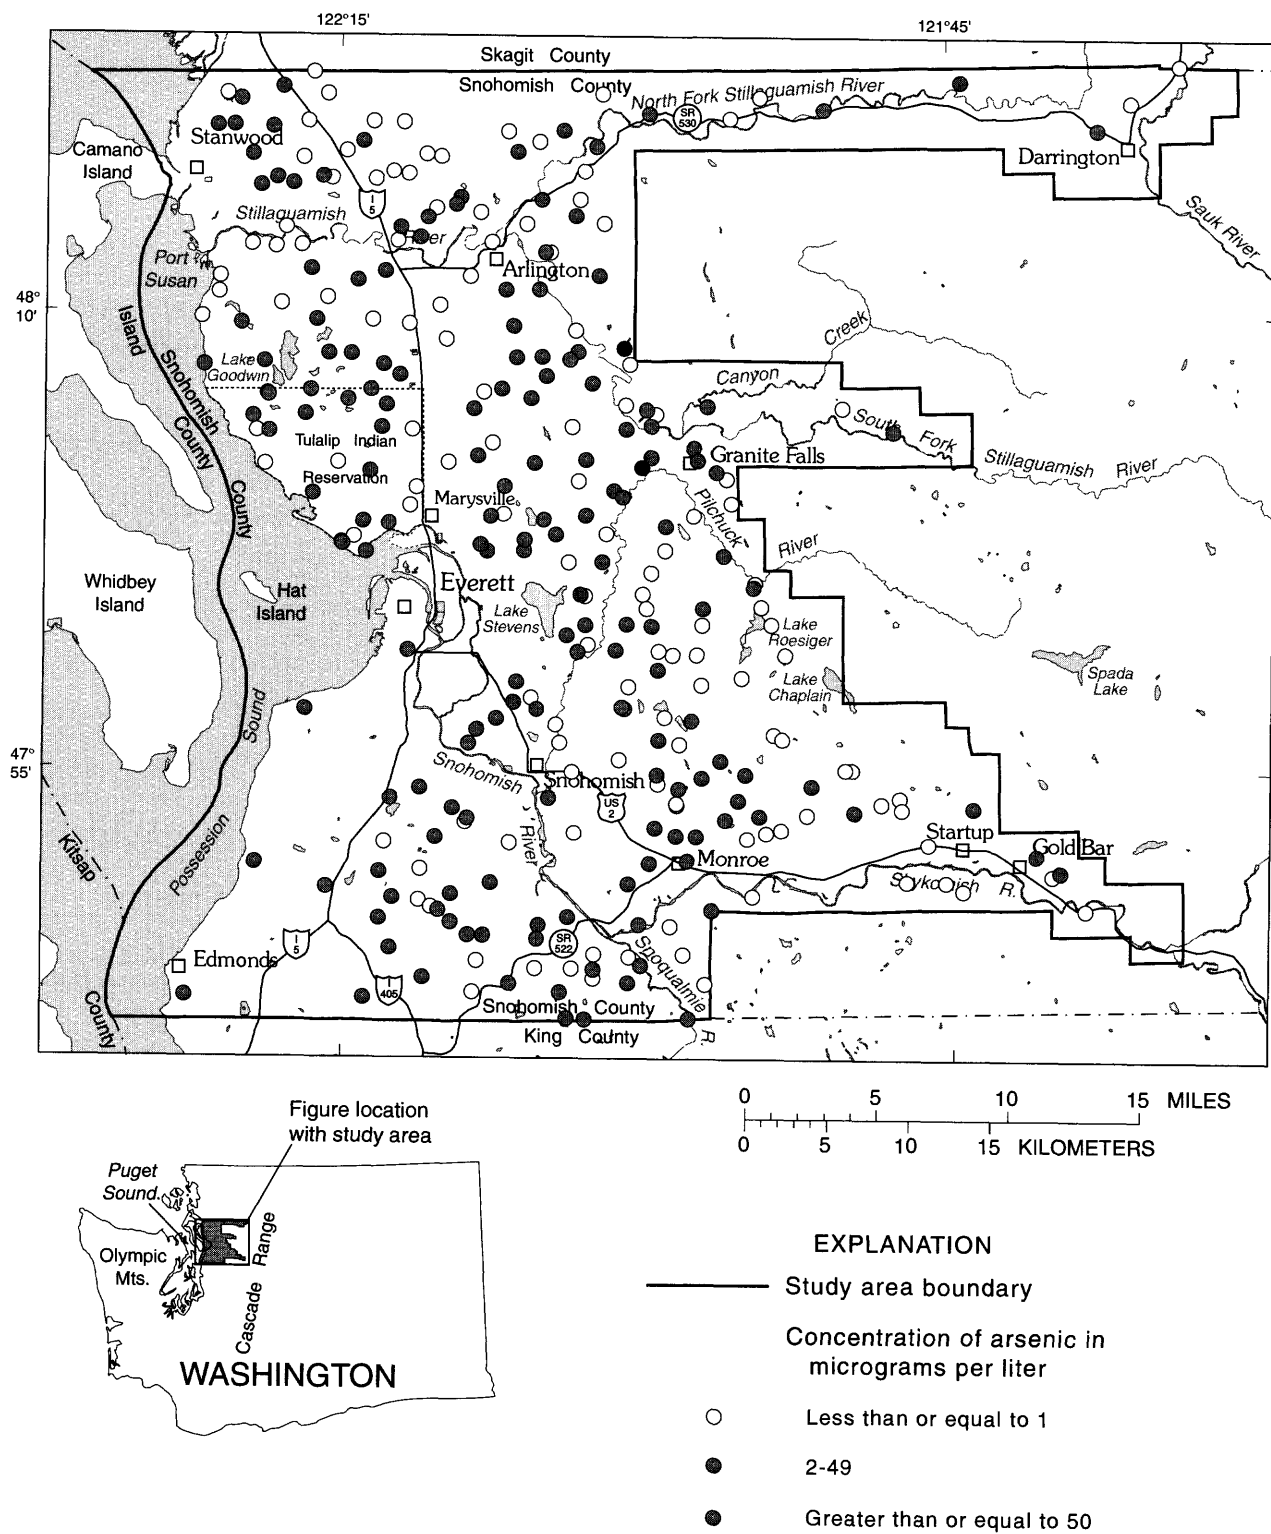 122°15'
121°45'
Skagit County
Snohomish County
North Fork Stillaguamish River
SR
530
Stanwood
Camano
Island
Darrington
I
5
Stillaguamish
River
Sauk River
Port
Susan
Arlington
48°
10'
Island
County
Snohomish
County
Lake
Goodwin
Creek
Canyon
South Fork
Stillaguamish River
Tulalip Indian
Reservation
Granite Falls
Marysville
Pilchuck
River
Whidbey
Island
Hat
Island
Everett
Lake
Stevens
Lake
Roesiger
Lake
Chaplain
Spada
Lake
Possession Sound
47°
55'
Snohomish
River
Snohomish
US
2
Kitsap
County
Monroe
Startup
Gold Bar
Skykomish R.
Edmonds
I
5
I
405
SR
522
Snoqualmie
R.
Snohomish County
King County
0 5 10 15 MILES
0 5 10 15 KILOMETERS
Figure location
with study area
Puget
Sound
Olympic
Mts.
Cascade Range
WASHINGTON
EXPLANATION
Study area boundary
Concentration of arsenic in
micrograms per liter
Less than or equal to 1
2-49
Greater than or equal to 50